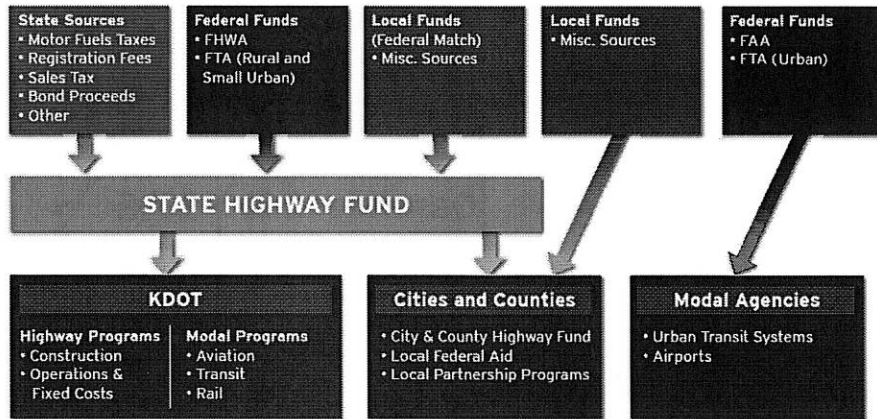 State Sources
• Motor Fuels Taxes
• Registration Fees
• Sales Tax
• Bond Proceeds
• Other
Federal Funds
• FHWA
• FTA (Rural and
Small Urban)
Local Funds
(Federal Match)
• Misc. Sources
Local Funds
• Misc. Sources
Federal Funds
• FAA
• FTA (Urban)
STATE HIGHWAY FUND
KDOT
Highway Programs
• Construction
• Operations &
Fixed Costs
Modal Programs
• Aviation
• Transit
• Rail
Cities and Counties
• City & County Highway Fund
• Local Federal Aid
• Local Partnership Programs
Modal Agencies
• Urban Transit Systems
• Airports